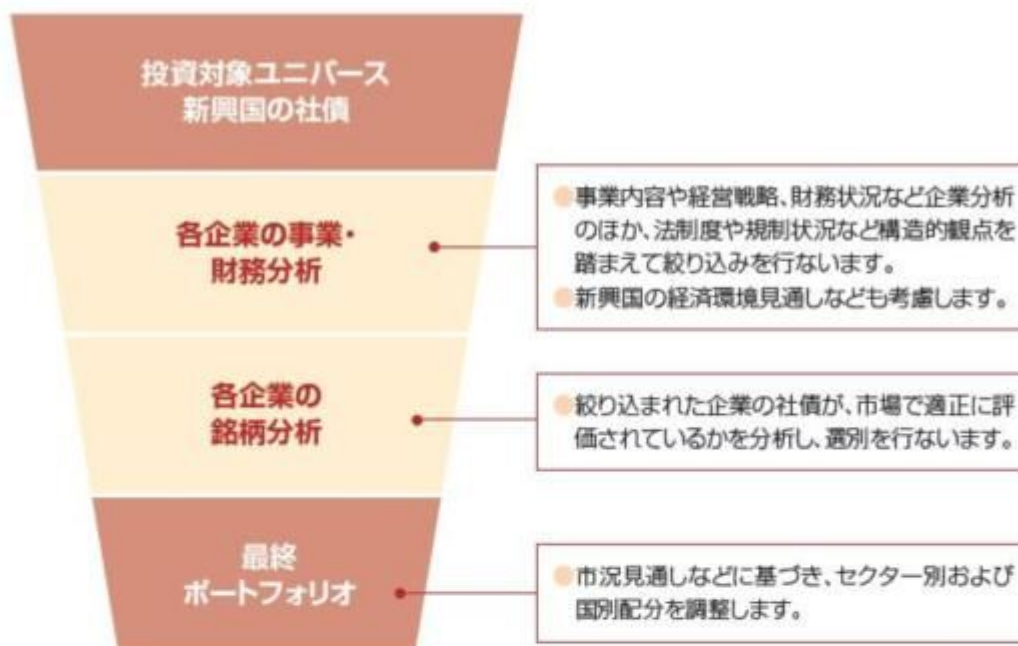 投資対象ユニバース
新興国の社債
各企業の事業・
財務分析
●事業内容や経営戦略、財務状況など企業分析
のほか、法制度や規制状況など構造的観点を
踏まえて絞り込みを行ないます。
●新興国の経済環境見通しなども考慮します。
各企業の
銘柄分析
●絞り込まれた企業の社債が、市場で適正に評
価されているかを分析し、選別を行ないます。
最終
ポートフォリオ
●市況見通しなどに基づき、セクター別および
国別配分を調整します。